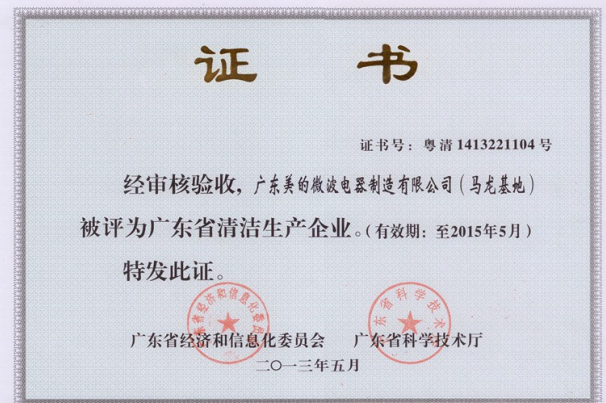 证 书
证书号：粤清 1413221104 号
经审核验收，广东美的微波电器制造有限公司（马龙基地）
被评为广东省清洁生产企业。（有效期：至2015年5月）
特发此证。
广东省经济和信息化委员会 广东省科学技术厅
二〇一三年五月